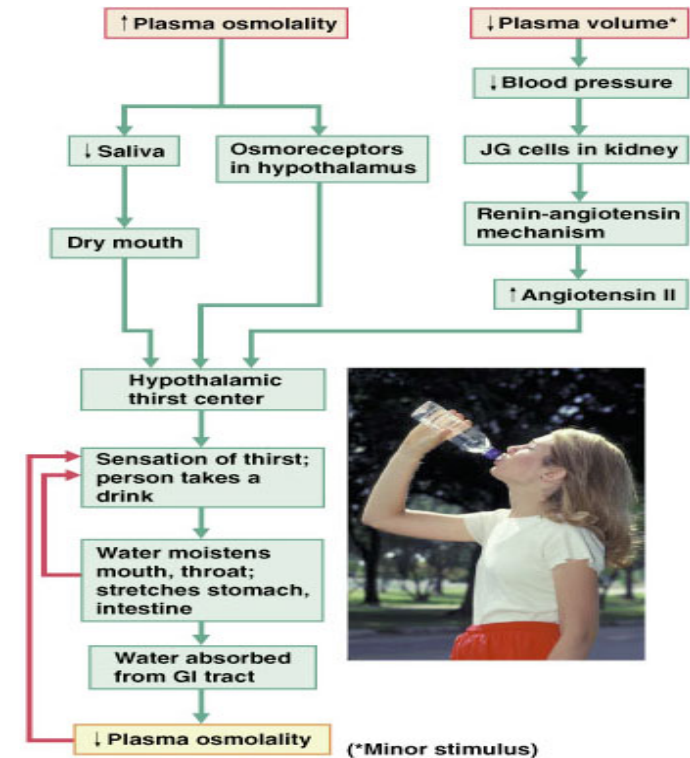 ↑Plasma osmolality
↓Plasma volume*
↓Blood pressure
↓Saliva
Osmoreceptors
in hypothalamus
JG cells in kidney
Dry mouth
Renin-angiotensin
mechanism
↑Angiotensin II
Hypothalamic
thirst center
Sensation of thirst;
person takes a
drink
Water moistens
mouth, throat;
stretches stomach,
intestine
Water absorbed
from GI tract
↓Plasma osmolality
(*Minor stimulus)